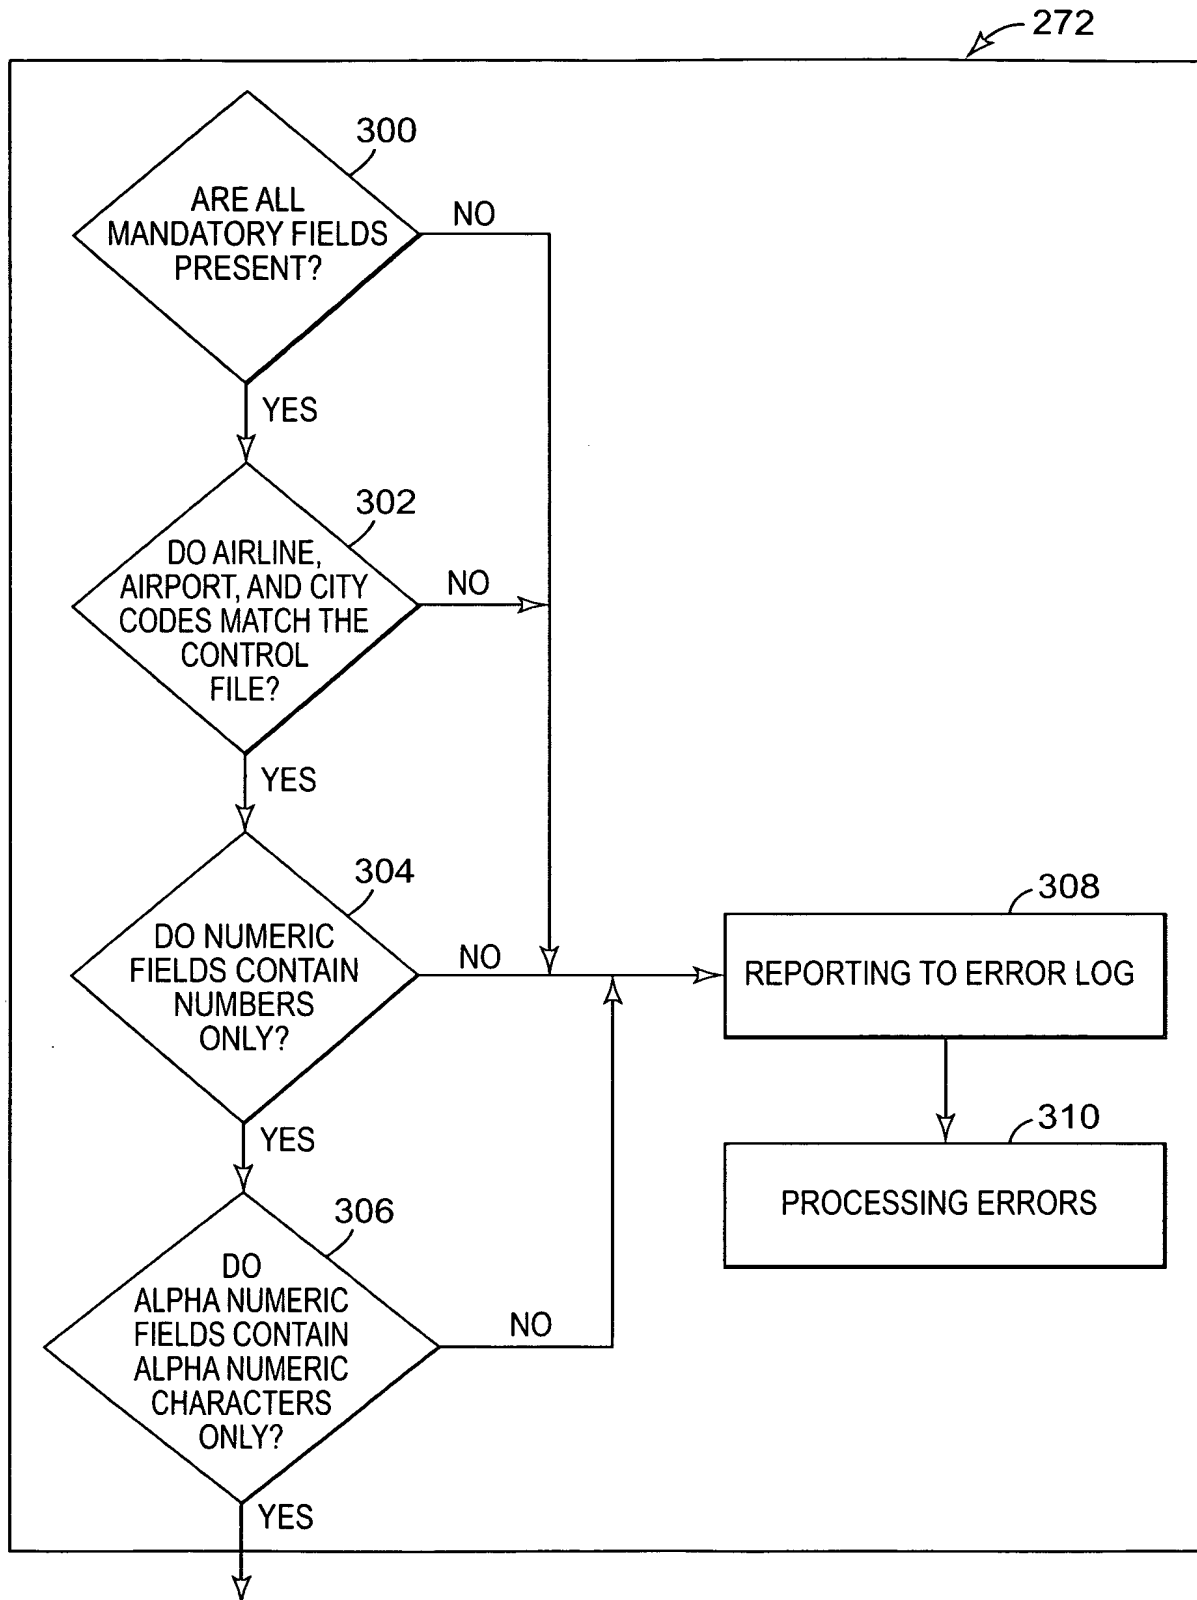 272
300
ARE ALL
MANDATORY FIELDS
PRESENT?
NO
YES
302
DO AIRLINE,
AIRPORT, AND CITY
CODES MATCH THE
CONTROL
FILE?
NO
YES
304
DO NUMERIC
FIELDS CONTAIN
NUMBERS
ONLY?
NO
308
REPORTING TO ERROR LOG
YES
310
PROCESSING ERRORS
306
DO
ALPHA NUMERIC
FIELDS CONTAIN
ALPHA NUMERIC
CHARACTERS
ONLY?
NO
YES